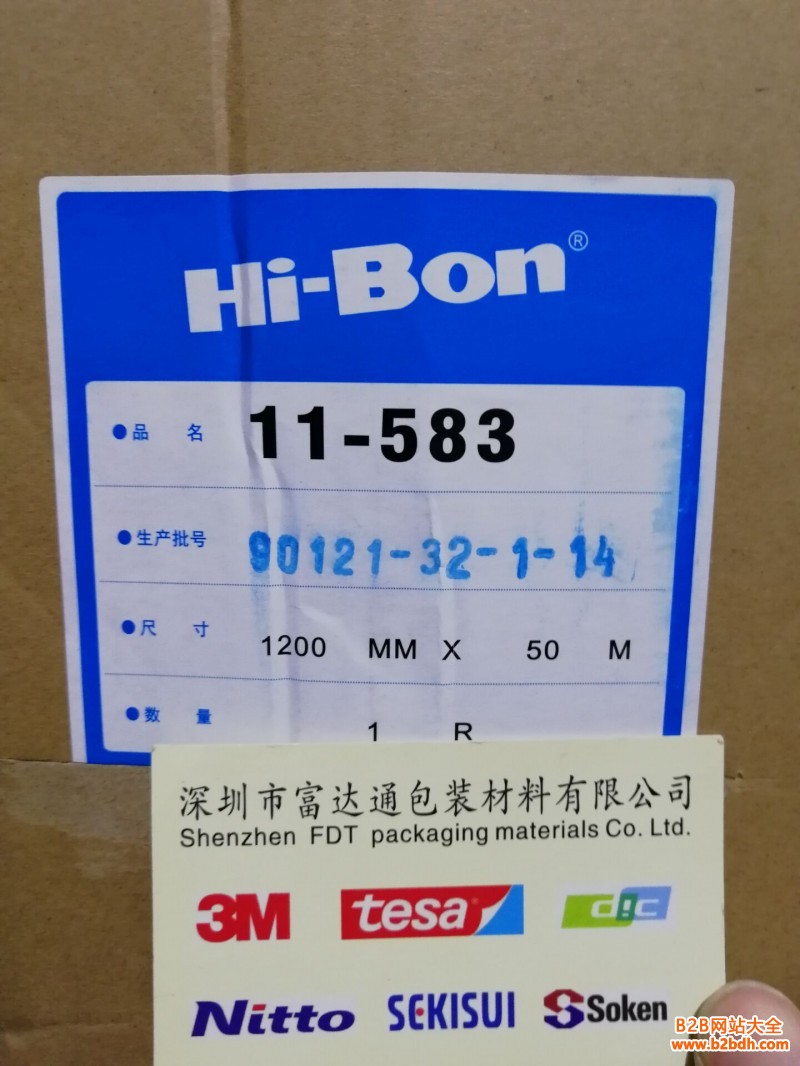 Hi-Bon®
●品 名 11-583
●生产批号 90121-32-1-14
●尺 寸 1200 MM X 50 M
●数 量 1 R
深圳市富达通包装材料有限公司
Shenzhen FDT packaging materials Co. Ltd.
3M tesa dic
Nitto SEKISUI Soken
B2B网站大全
www.b2bdh.com